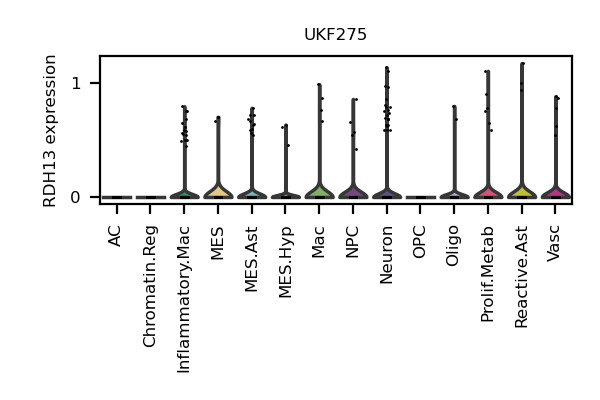 UKF275
RDH13 expression
1
0
AC
Chromatin.Reg
Inflammatory.Mac
MES
MES.Ast
MES.Hyp
Mac
NPC
Neuron
OPC
Oligo
Prolif.Metab
Reactive.Ast
Vasc